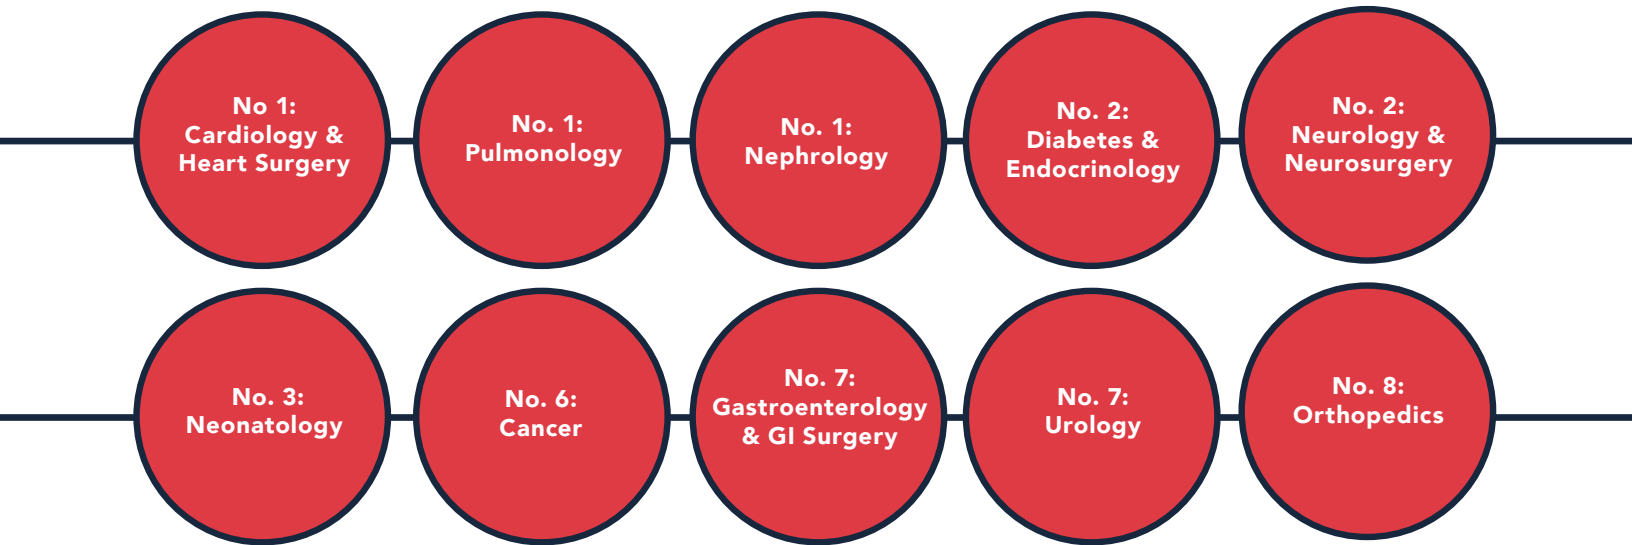 No 1:
Cardiology &
Heart Surgery
No. 1:
Pulmonology
No. 1:
Nephrology
No. 2:
Diabetes &
Endocrinology
No. 2:
Neurology &
Neurosurgery
No. 3:
Neonatology
No. 6:
Cancer
No. 7:
Gastroenterology
& GI Surgery
No. 7:
Urology
No. 8:
Orthopedics